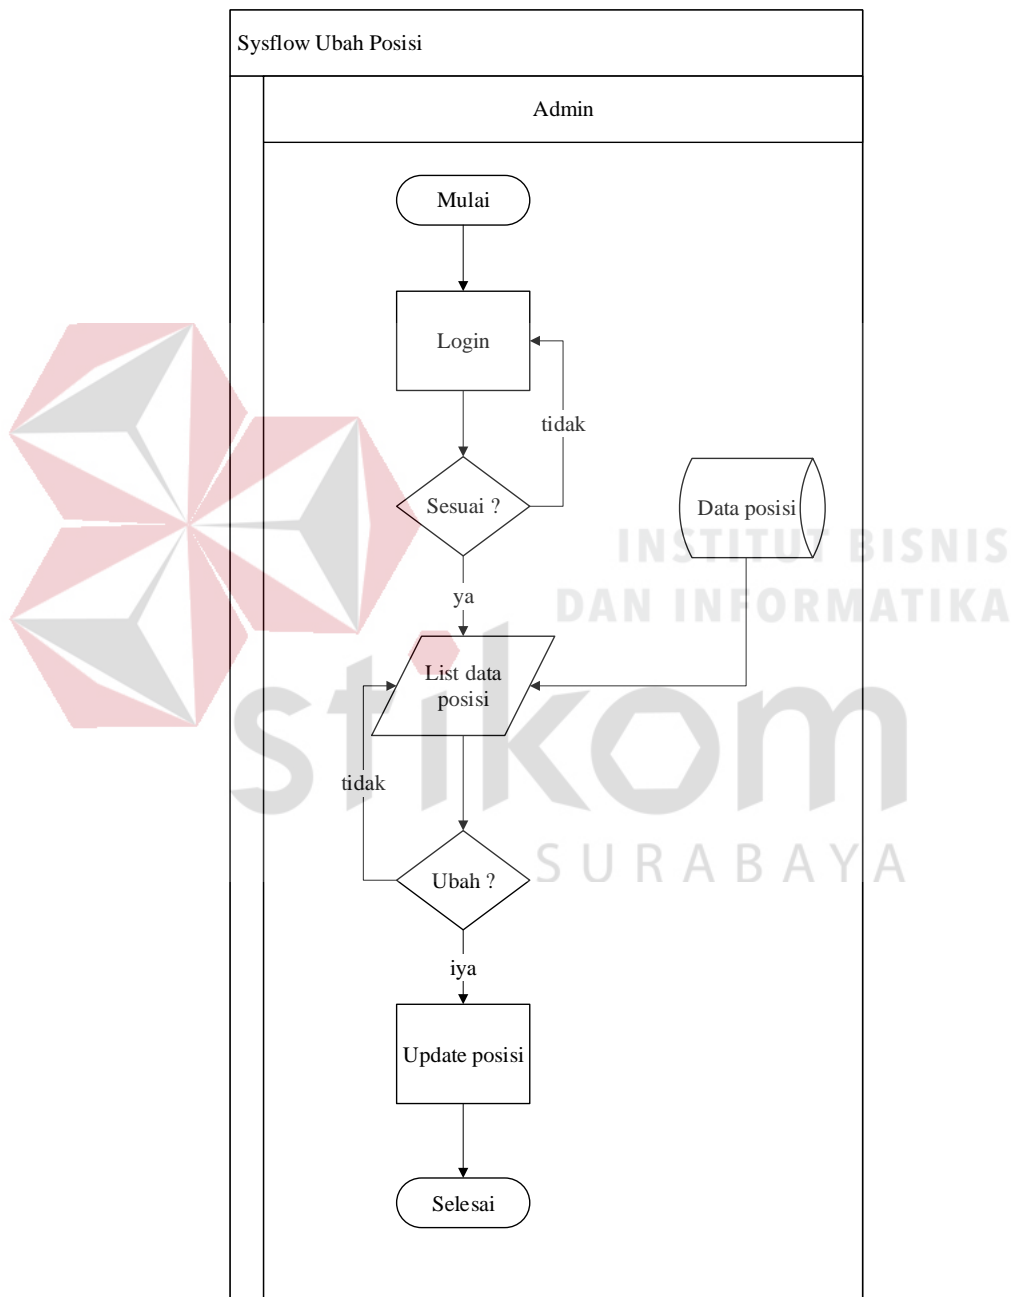 Sysflow Ubah Posisi
Admin
Mulai
Login
tidak
Sesuai ?
Data posisi
INSTITUT BISNIS
DAN INFORMATIKA
ya
List data
posisi
stikom
tidak
SURABAYA
Ubah ?
iya
Update posisi
Selesai